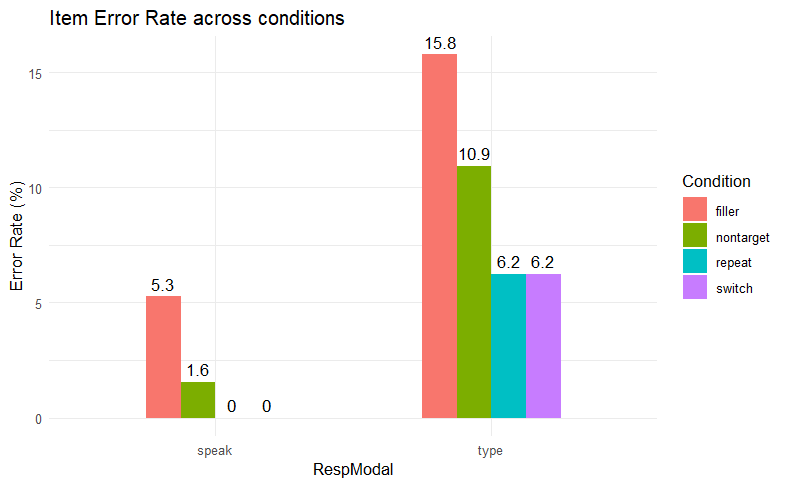 Item Error Rate across conditions
Error Rate (%)
15
10
5
0
5.3
1.6
0
0
15.8
10.9
6.2
6.2
speak
type
RespModal
Condition
filler
nontarget
repeat
switch